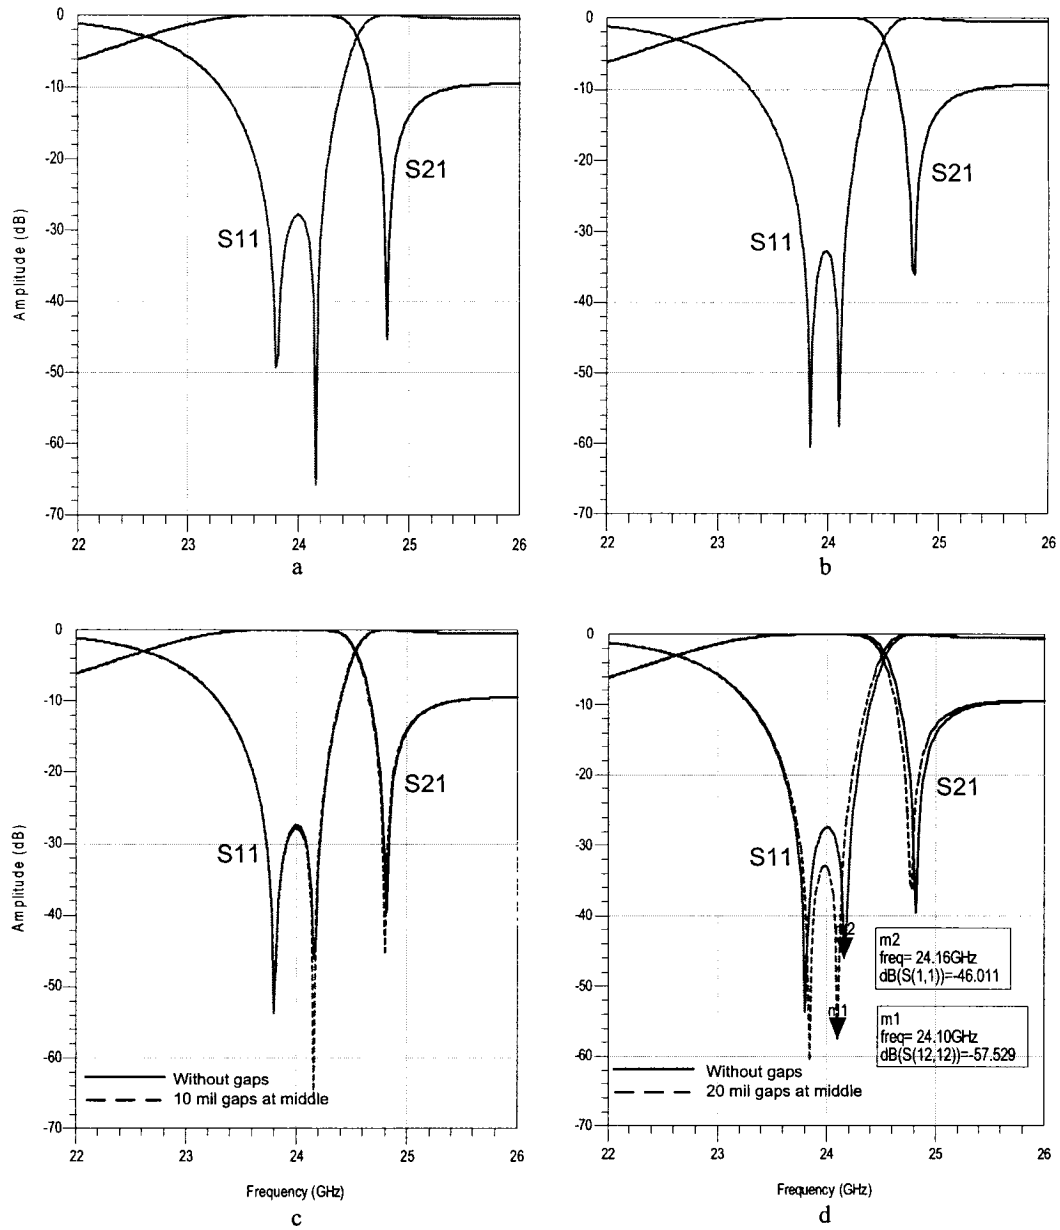 0
-10
-20
-30
-40
-50
-60
-70
Amplitude (dB)
S11
S21
22 23 24 25 26
a
0
-10
-20
-30
-40
-50
-60
-70
S11
S21
22 23 24 25 26
b
0
-10
-20
-30
-40
-50
-60
-70
Amplitude (dB)
S11
S21
Without gaps
10 mil gaps at middle
22 23 24 25 26
Frequency (GHz)
c
0
-10
-20
-30
-40
-50
-60
-70
S11
S21
m2
m1
m2
freq= 24.16GHz
dB(S(1,1))=-46.011
m1
freq= 24.10GHz
dB(S(12,12))=-57.529
Without gaps
20 mil gaps at middle
22 23 24 25 26
Frequency (GHz)
d